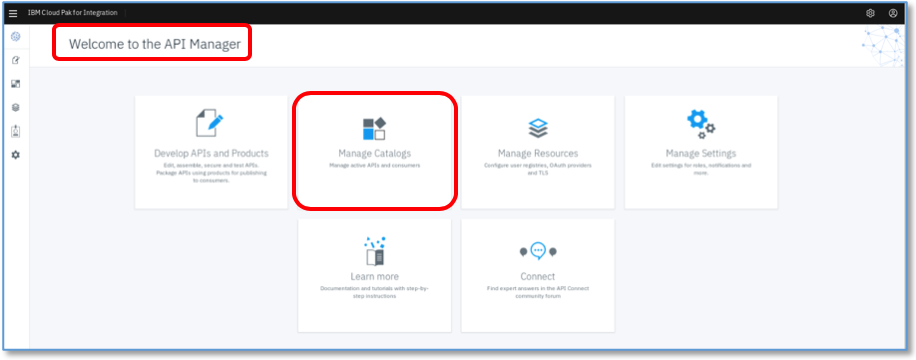 IBM Cloud Pak for Integration
Welcome to the API Manager
Develop APIs and Products
Edit, assemble, secure and test APIs.
Package APIs using products for publishing
to consumers.
Manage Catalogs
Manage active APIs and consumers
Manage Resources
Configure user registries, OAuth providers
and TLS
Manage Settings
Edit settings for roles, notifications and
more.
Learn more
Documentation and tutorials with step-by-
step instructions
Connect
Find expert answers in the API Connect
community forum